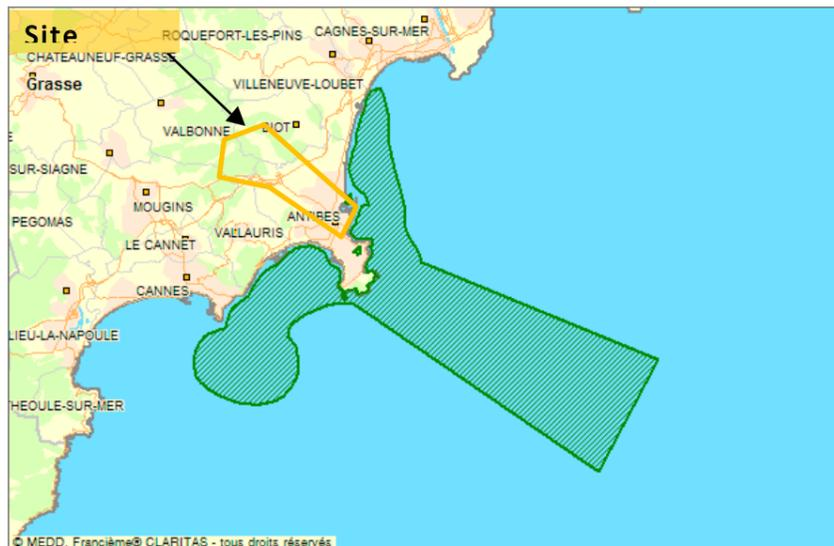 Site
ROQUEFORT-LES-PINS
CAGNES-SUR-MER
CHATEAUNEUF-GRASSE
Grasse
VILLENEUVE-LOUBET
VALBONNE
BIOT
SUR-SIAGNE
MOUGINS
ANTIBES
PEGOMAS
VALLAURIS
LE CANNET
CANNES
LIEU-LA-NAPOULE
THEOULE-SUR-MER
© MEDD, Francième® CLARITAS - tous droits réservés